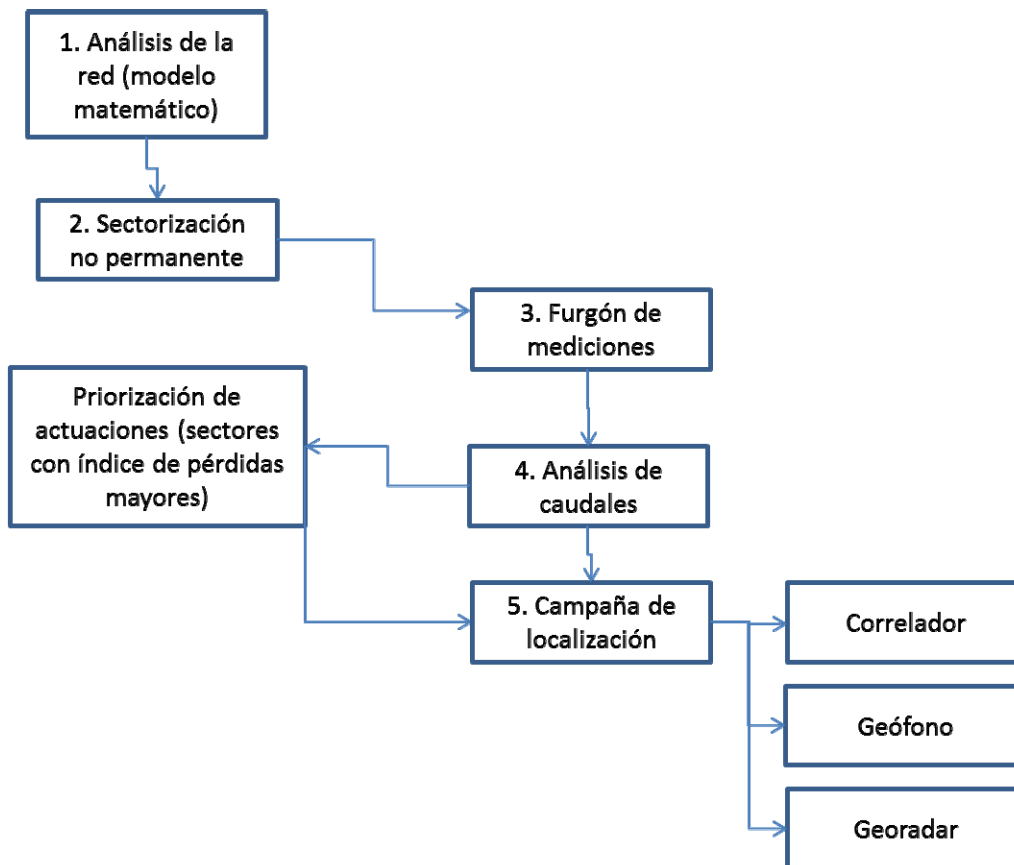 1. Análisis de la
red (modelo
matemático)
2. Sectorización
no permanente
3. Furgón de
mediciones
Priorización de
actuaciones (sectores
con índice de pérdidas
mayores)
4. Análisis de
caudales
5. Campaña de
localización
Correlador
Geófono
Georadar